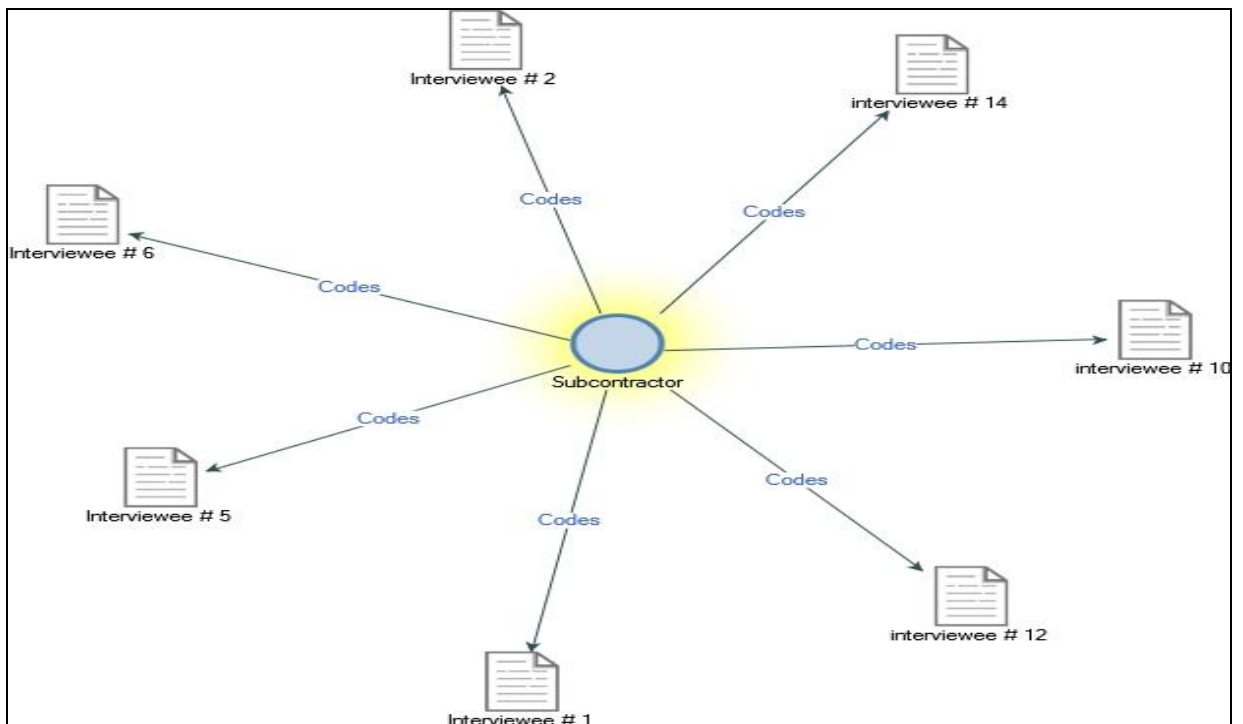 Interviewee # 2
interviewee # 14
Codes
Codes
Interviewee # 6
Codes
Codes
interviewee # 10
Subcontractor
Codes
Codes
Interviewee # 5
Codes
interviewee # 12
Interviewee # 1